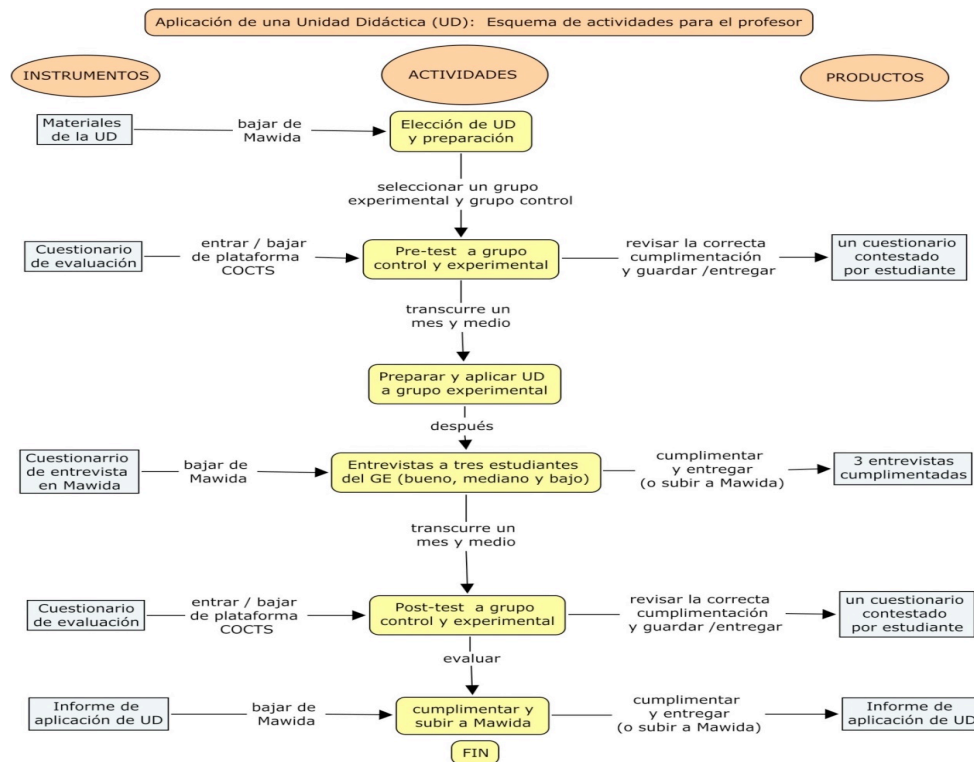 Aplicación de una Unidad Didáctica (UD): Esquema de actividades para el profesor
INSTRUMENTOS
ACTIVIDADES
PRODUCTOS
Materiales
de la UD
bajar de
Mawida
Elección de UD
y preparación
seleccionar un grupo
experimental y grupo control
Cuestionario
de evaluación
entrar / bajar
de plataforma
COCTS
Pre-test a grupo
control y experimental
revisar la correcta
cumplimentación
y guardar /entregar
un cuestionario
contestado
por estudiante
transcurre un
mes y medio
Preparar y aplicar UD
a grupo experimental
después
Cuestionarrio
de entrevista
en Mawida
bajar de
Mawida
Entrevistas a tres estudiantes
del GE (bueno, mediano y bajo)
cumplimentar
y entregar
(o subir a Mawida)
3 entrevistas
cumplimentadas
transcurre un
mes y medio
Cuestionario
de evaluación
entrar / bajar
de plataforma
COCTS
Post-test a grupo
control y experimental
revisar la correcta
cumplimentación
y guardar /entregar
un cuestionario
contestado
por estudiante
evaluar
Informe de
aplicación de UD
bajar de
Mawida
cumplimentar y
subir a Mawida
cumplimentar
y entregar
(o subir a Mawida)
Informe de
aplicación de UD
FIN